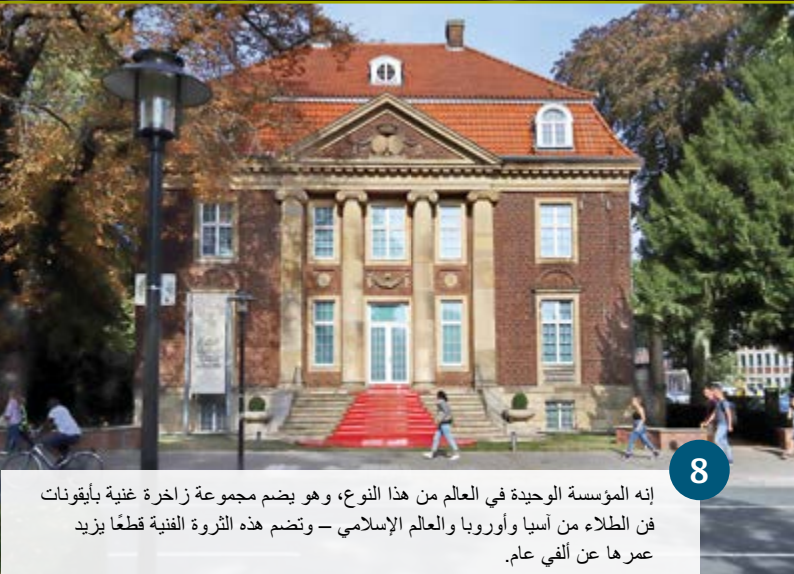 8
إنه المؤسسة الوحيدة في العالم من هذا النوع، وهو يضم مجموعة زاخرة غنية بأيقونات
فن الطلاء من آسيا وأوروبا والعالم الإسلامي – وتضم هذه الثروة الفنية قطعًا يزيد
عمرها عن ألفي عام.